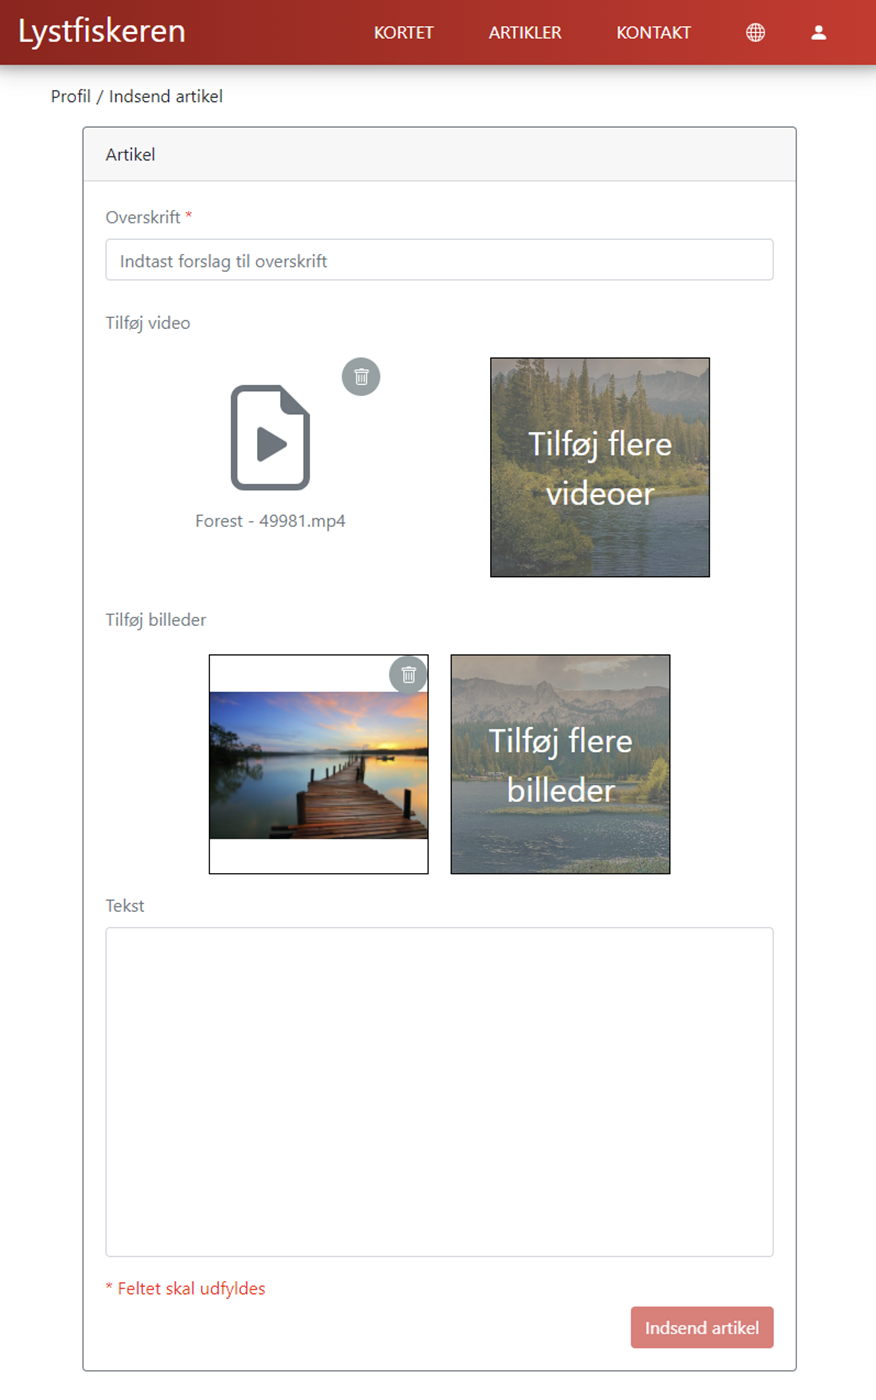 Lystfiskeren
KORTET
ARTIKLER
KONTAKT
Profil / Indsend artikel
Artikel
Overskrift *
Indtast forslag til overskrift
Tilføj video
Tilføj flere
videoer
Forest - 49981.mp4
Tilføj billeder
Tilføj flere
billeder
Tekst
* Feltet skal udfyldes
Indsend artikel